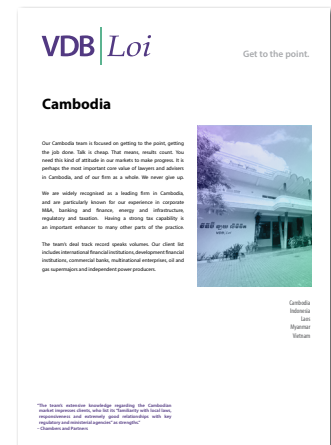 VDB Loi
Get to the point.
Cambodia
Our Cambodia team is focused on getting to the point, getting
the job done. Talk is cheap. That means, results count. You
need this kind of attitude in our markets to make progress. It is
perhaps the most important core value of lawyers and advisers
in Cambodia, and of our firm as a whole. We never give up.
We are widely recognised as a leading firm in Cambodia,
and are particularly known for our experience in corporate
M&A, banking and finance, energy and infrastructure,
regulatory and taxation. Having a strong tax capability is
an important enhancer to many other parts of the practice.
The team's deal track record speaks volumes. Our client list
includes international financial institutions, development financial
institutions, commercial banks, multinational enterprises, oil and
gas supermajors and independent power producers.
Cambodia
Indonesia
Laos
Myanmar
Vietnam
"The team's extensive knowledge regarding the Cambodian
market impresses clients, who list its "familiarity with local laws,
responsiveness and extremely good relationships with key
regulatory and ministerial agencies" as strengths."
– Chambers and Partners